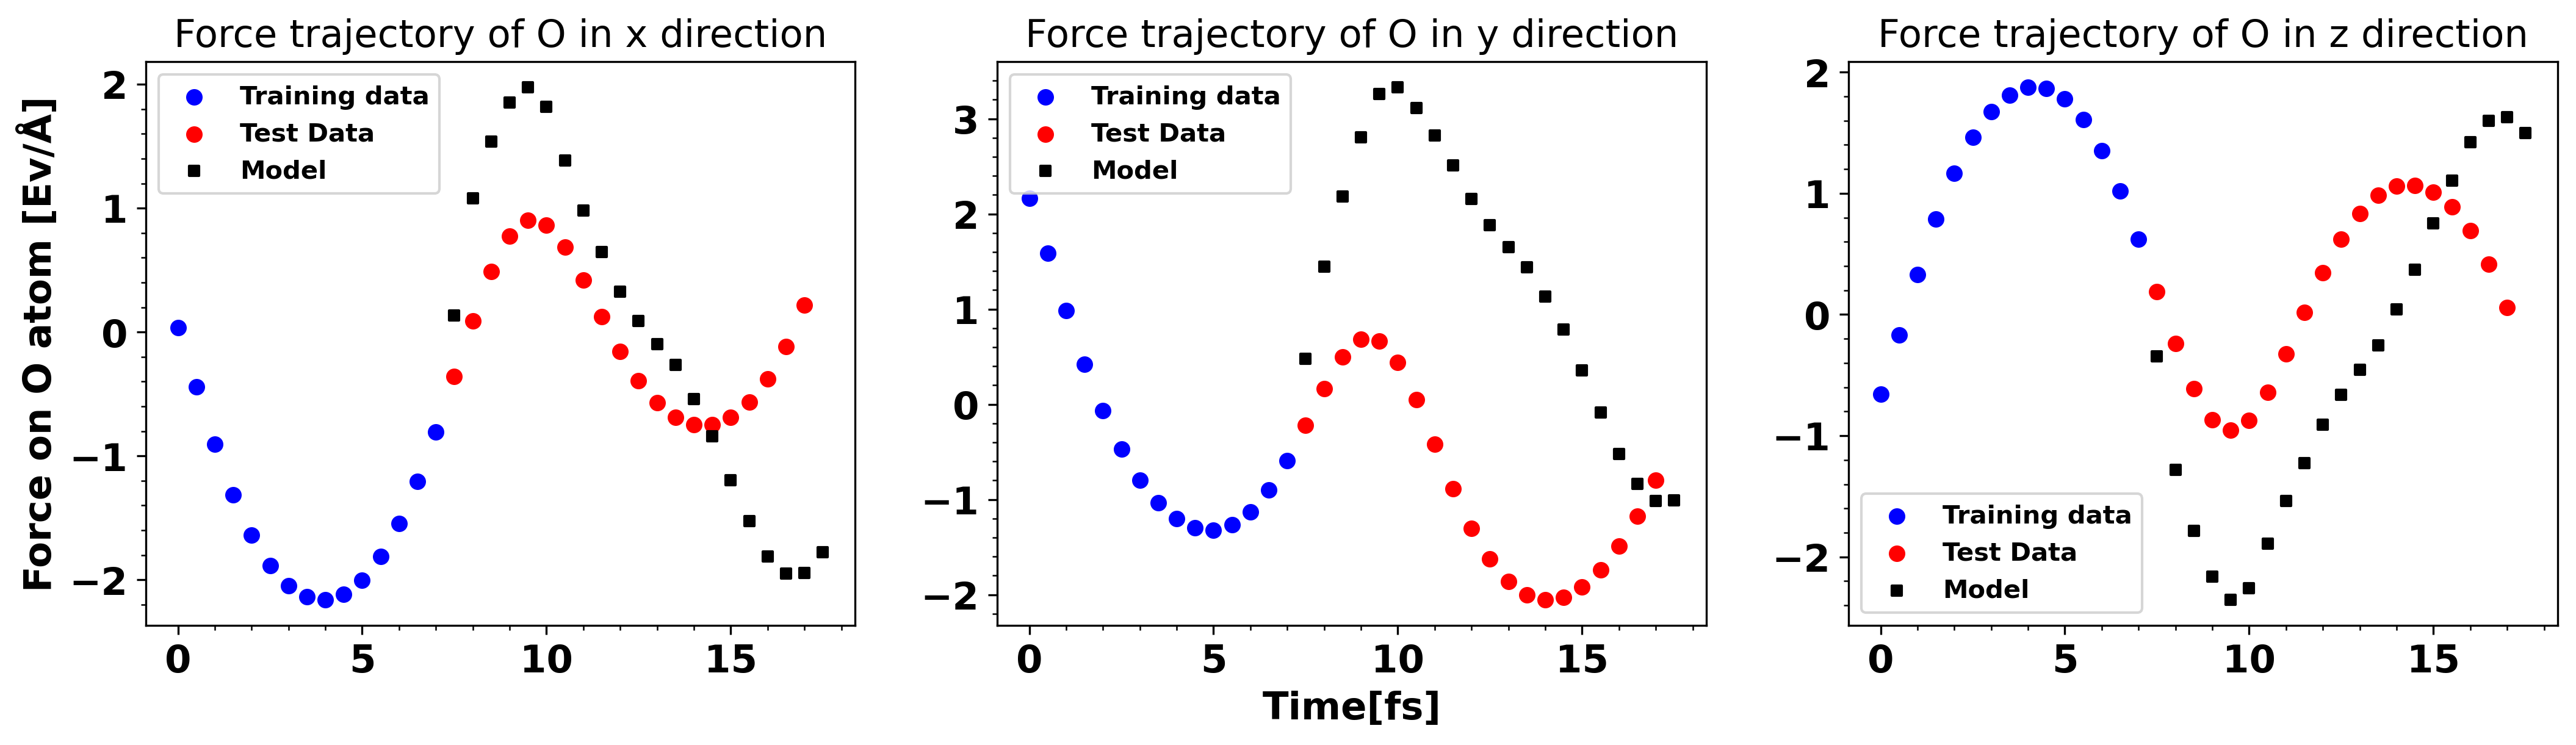 Force trajectory of O in x direction
Force trajectory of O in y direction
Force trajectory of O in z direction
Force on O atom [Ev/Å]
2
1
0
−1
−2
Training data
Test Data
Model
0 5 10 15
3
2
1
0
−1
−2
Training data
Test Data
Model
0 5 10 15
2
1
0
−1
−2
Training data
Test Data
Model
0 5 10 15
Time[fs]